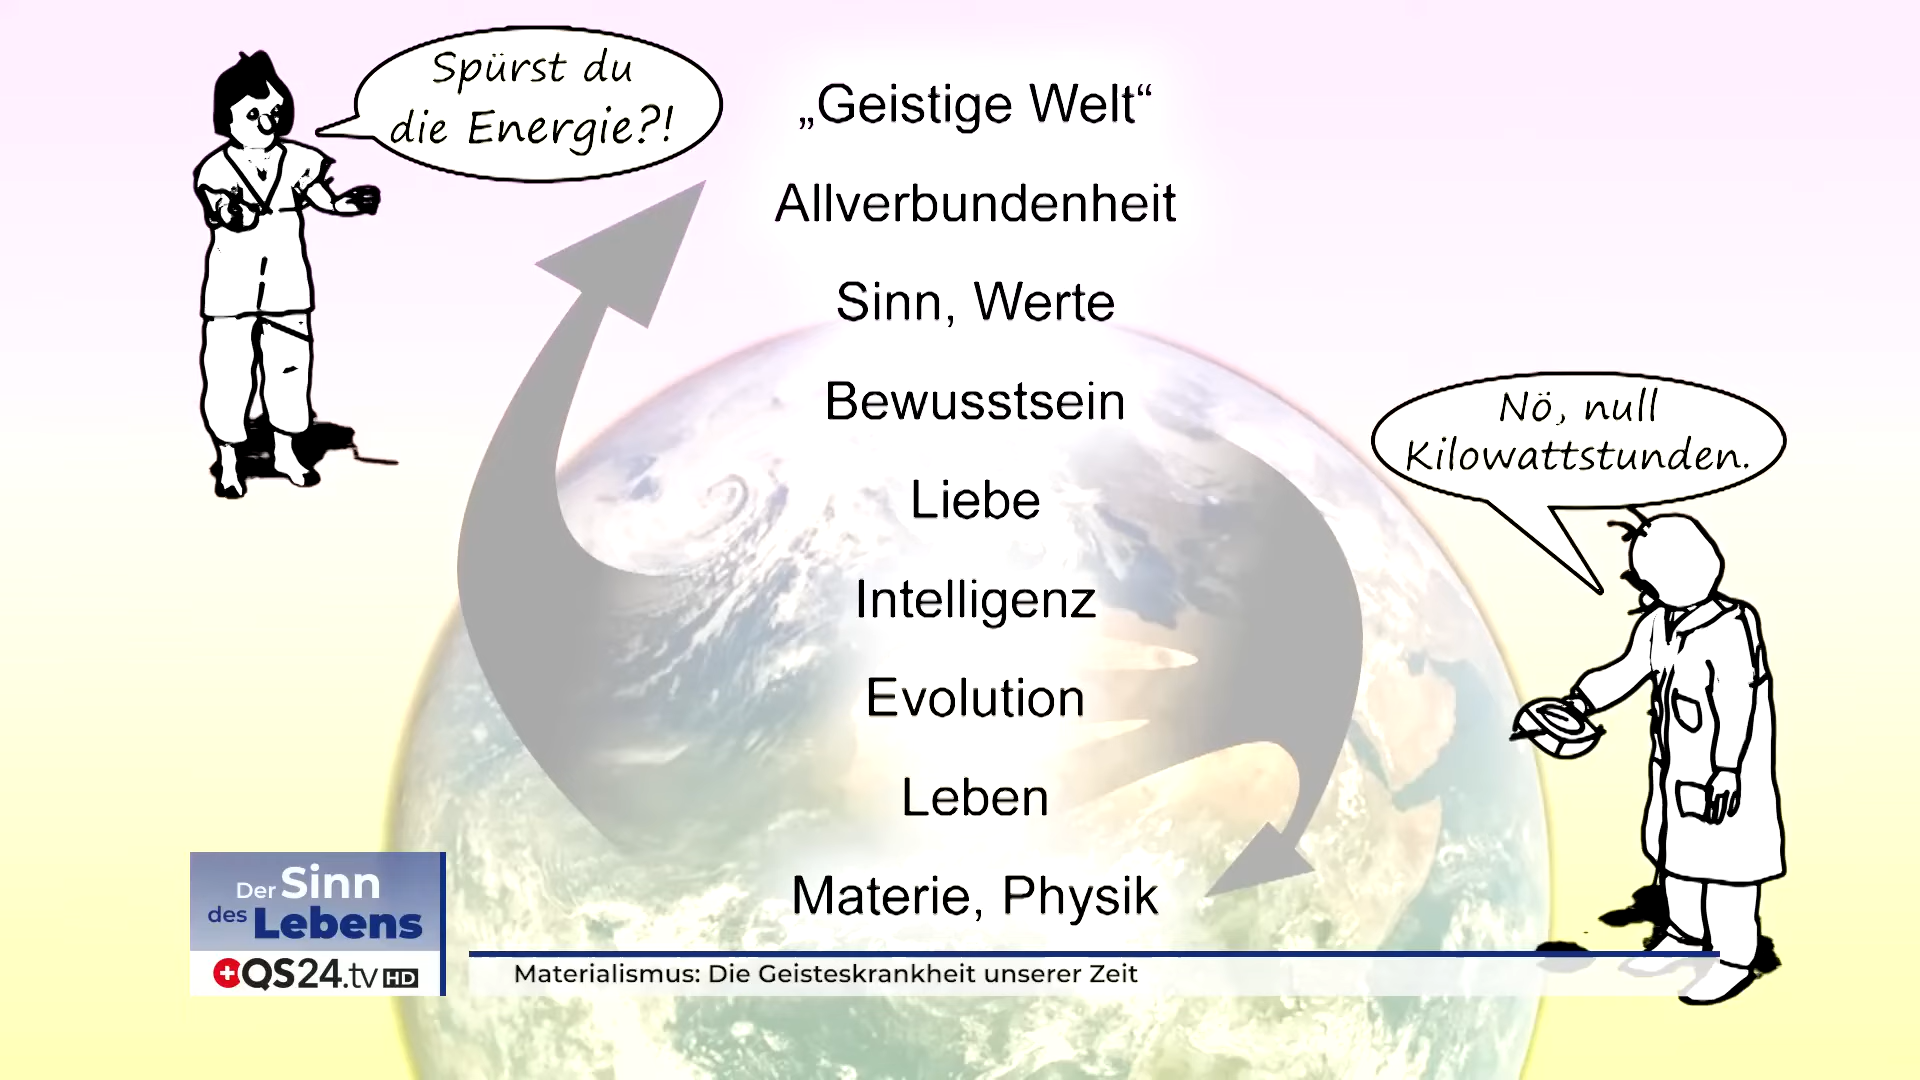 Spürst du
die Energie?!
„Geistige Welt“
Allverbundenheit
Sinn, Werte
Bewusstsein
Liebe
Intelligenz
Evolution
Leben
Materie, Physik
Nö, null
Kilowattstunden.
Der Sinn
des Lebens
QS24.tv HD
Materialismus: Die Geisteskrankheit unserer Zeit